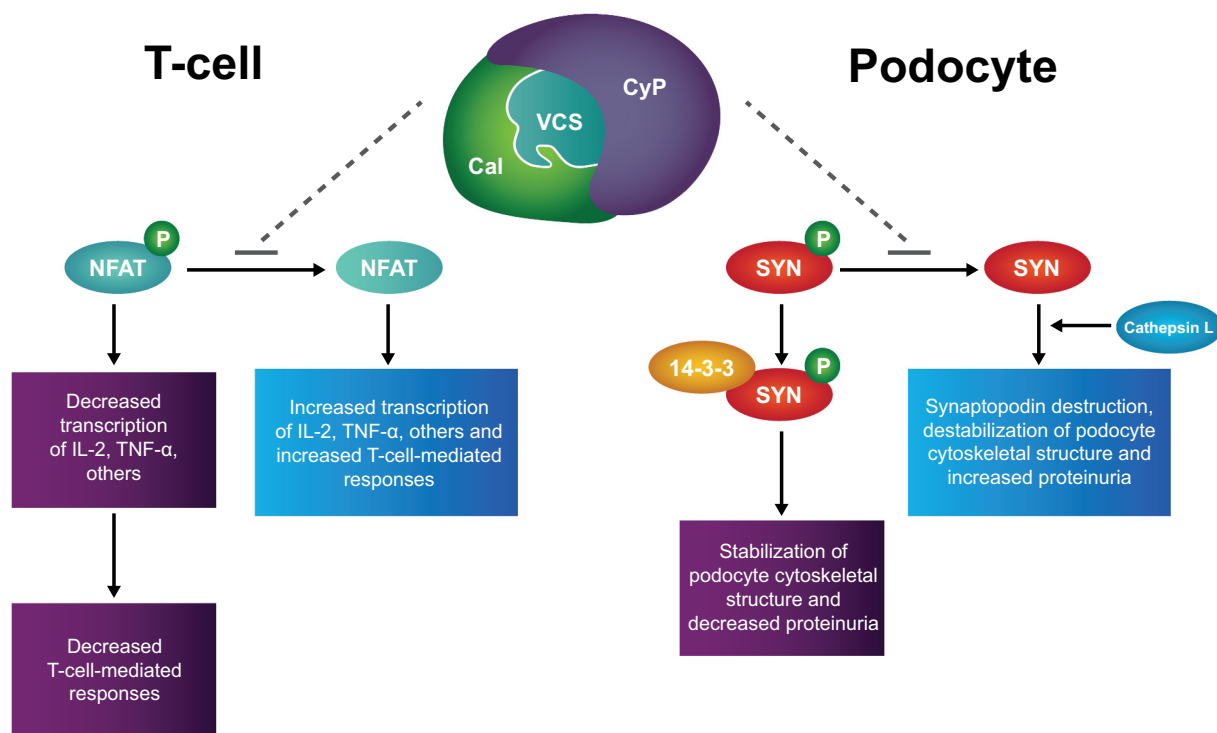 T-cell
Podocyte
CyP
VCS
Cal
P
NFAT
NFAT
P
SYN
SYN
Cathepsin L
14-3-3
P
SYN
Decreased
transcription
of IL-2, TNF-α,
others
Increased transcription
of IL-2, TNF-α, others and
increased T-cell-mediated
responses
Synaptopodin destruction,
destabilization of podocyte
cytoskeletal structure and
increased proteinuria
Stabilization of
podocyte cytoskeletal
structure and
decreased proteinuria
Decreased
T-cell-mediated
responses